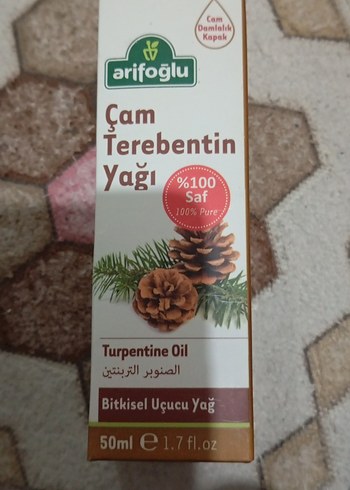 Cam
Damlalık
Kapak
arifoğlu
Çam
Terebentin
Yağı
%100
Saf
100% Pure
Turpentine Oil
الصنوبر التربنتين
Bitkisel Uçucu Yağ
50ml e 1.7 fl.oz